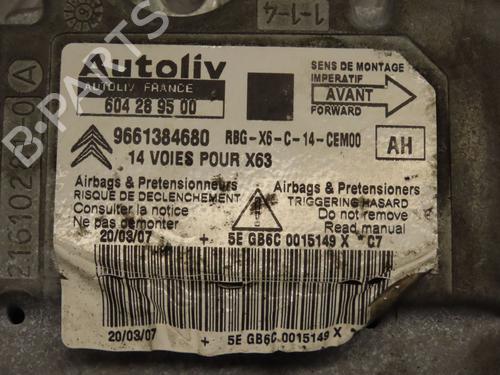 1-1-4
Autoliv
AUTOLIV FRANCE
604 28 95 00
SENS DE MONTAGE
IMPERATIF
AVANT
FORWARD
9661384680 RBG-X6-C-14-CEM00
14 VOIES POUR X63
AH
Airbags & Pretensionneurs
RISQUE DE DECLENCHEMENT
Consulter la notice
Ne pas demonter
Airbags & Pretensioners
TRIGGERING HASARD
Do not remove
Read manual
20/03/07 + 5E GB6C 0015149 X C7
20/03/07 + 5E GB6C 0015149 X
B-PARTS